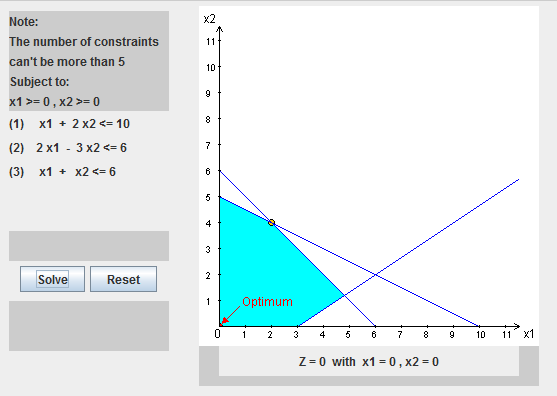 Note:
The number of constraints
can't be more than 5
Subject to:
x1 >= 0 , x2 >= 0
(1) x1 + 2 x2 <= 10
(2) 2 x1 - 3 x2 <= 6
(3) x1 + x2 <= 6
Solve Reset
x2
11
10
9
8
7
6
5
4
3
2
1
Optimum
0 1 2 3 4 5 6 7 8 9 10 11 x1
Z = 0 with x1 = 0 , x2 = 0